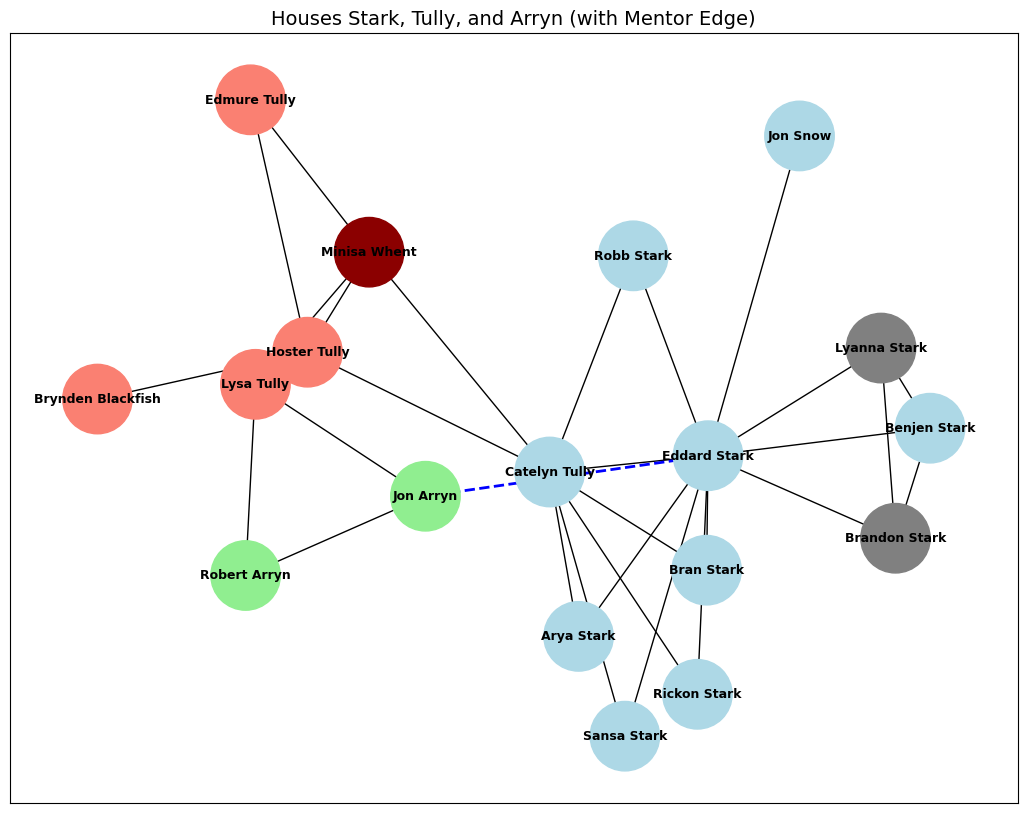 Houses Stark, Tully, and Arryn (with Mentor Edge)
Edmure Tully
Jon Snow
Minisa Whent
Robb Stark
Hoster Tully
Lyanna Stark
Lysa Tully
Brynden Blackfish
Benjen Stark
Eddard Stark
Catelyn Tully
Jon Arryn
Brandon Stark
Bran Stark
Robert Arryn
Arya Stark
Rickon Stark
Sansa Stark